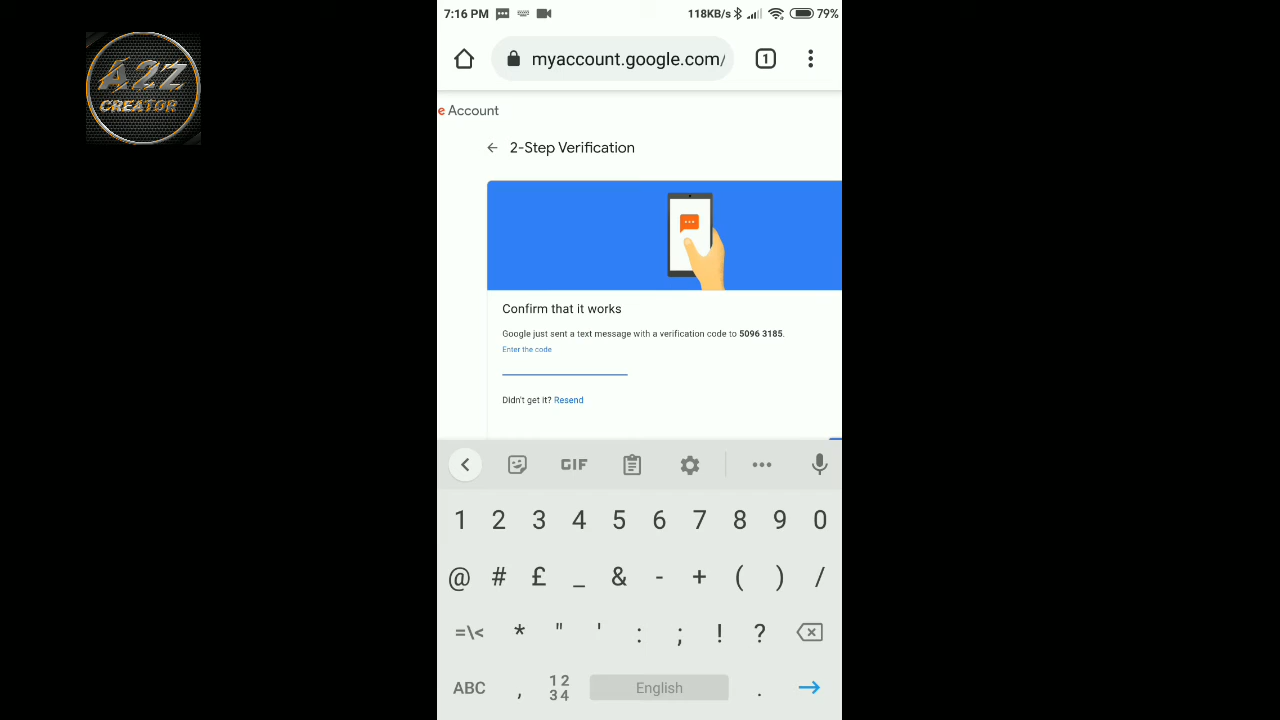 A2Z
CREATOR
7:16 PM
118KB/s
79%
myaccount.google.com/
1
e Account
2-Step Verification
Confirm that it works
Google just sent a text message with a verification code to 5096 3185.
Enter the code
Didn't get it? Resend
GIF
1 2 3 4 5 6 7 8 9 0
@ # £ _ & - + ( ) /
=\< * " ' : ; ! ?
ABC , 12 34 English .